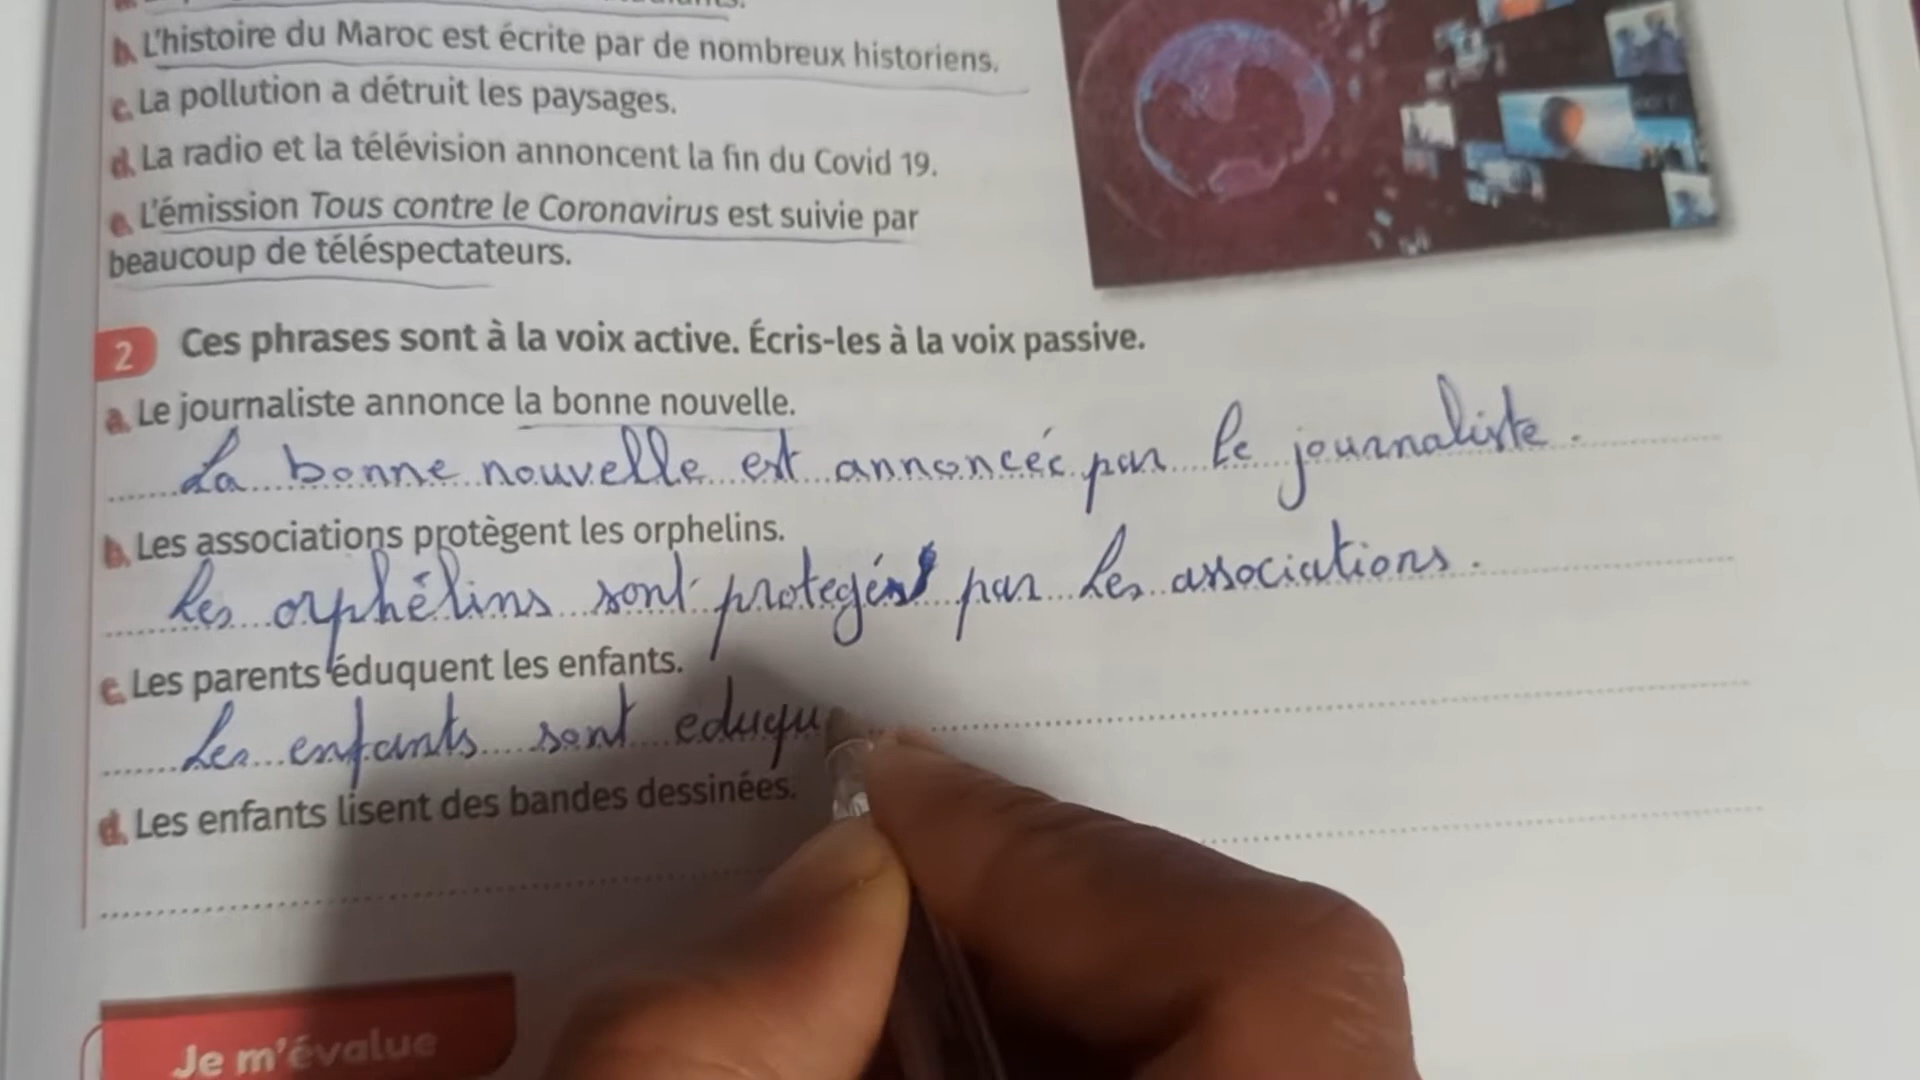 b. L'histoire du Maroc est écrite par de nombreux historiens.
c. La pollution a détruit les paysages.
d. La radio et la télévision annoncent la fin du Covid 19.
e. L'émission Tous contre le Coronavirus est suivie par
beaucoup de téléspectateurs.
2 Ces phrases sont à la voix active. Écris-les à la voix passive.
a. Le journaliste annonce la bonne nouvelle.
La bonne nouvelle est annoncée par le journaliste.
b. Les associations protègent les orphelins.
Les orphélins sont protegés par les associations.
c. Les parents éduquent les enfants.
Les enfants sont eduqu
d. Les enfants lisent des bandes dessinées.
Je m'évalue